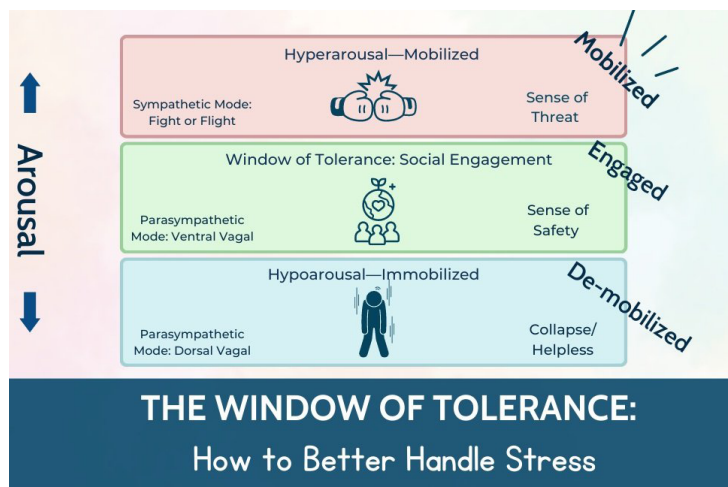 Arousal
Hyperarousal—Mobilized
Sympathetic Mode:
Fight or Flight
Sense of
Threat
Mobilized
Window of Tolerance: Social Engagement
Parasympathetic
Mode: Ventral Vagal
Sense of
Safety
Engaged
Hypoarousal—Immobilized
Parasympathetic
Mode: Dorsal Vagal
Collapse/
Helpless
De-mobilized
THE WINDOW OF TOLERANCE:
How to Better Handle Stress